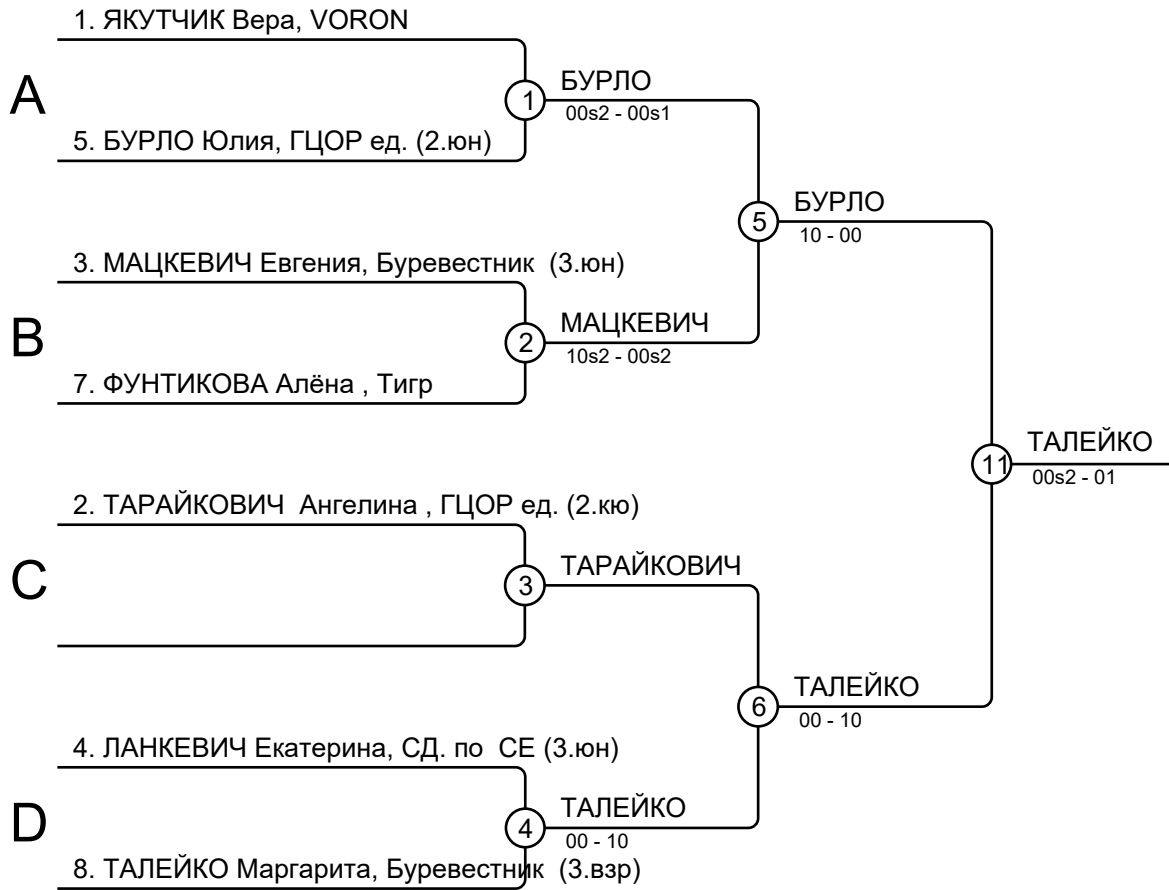 1. ЯКУТЧИК Вера, VORON
A
1
БУРЛО
00s2 - 00s1
5. БУРЛО Юлия, ГЦОР ед. (2.юн)
5
БУРЛО
10 - 00
3. МАЦКЕВИЧ Евгения, Буревестник (3.юн)
B
2
МАЦКЕВИЧ
10s2 - 00s2
7. ФУНТИКОВА Алёна , Тигр
11
ТАЛЕЙКО
00s2 - 01
2. ТАРАЙКОВИЧ Ангелина , ГЦОР ед. (2.кю)
C
3
ТАРАЙКОВИЧ
6
ТАЛЕЙКО
00 - 10
4. ЛАНКЕВИЧ Екатерина, СД. по СЕ (3.юн)
D
4
ТАЛЕЙКО
00 - 10
8. ТАЛЕЙКО Маргарита, Буревестник (3.взр)